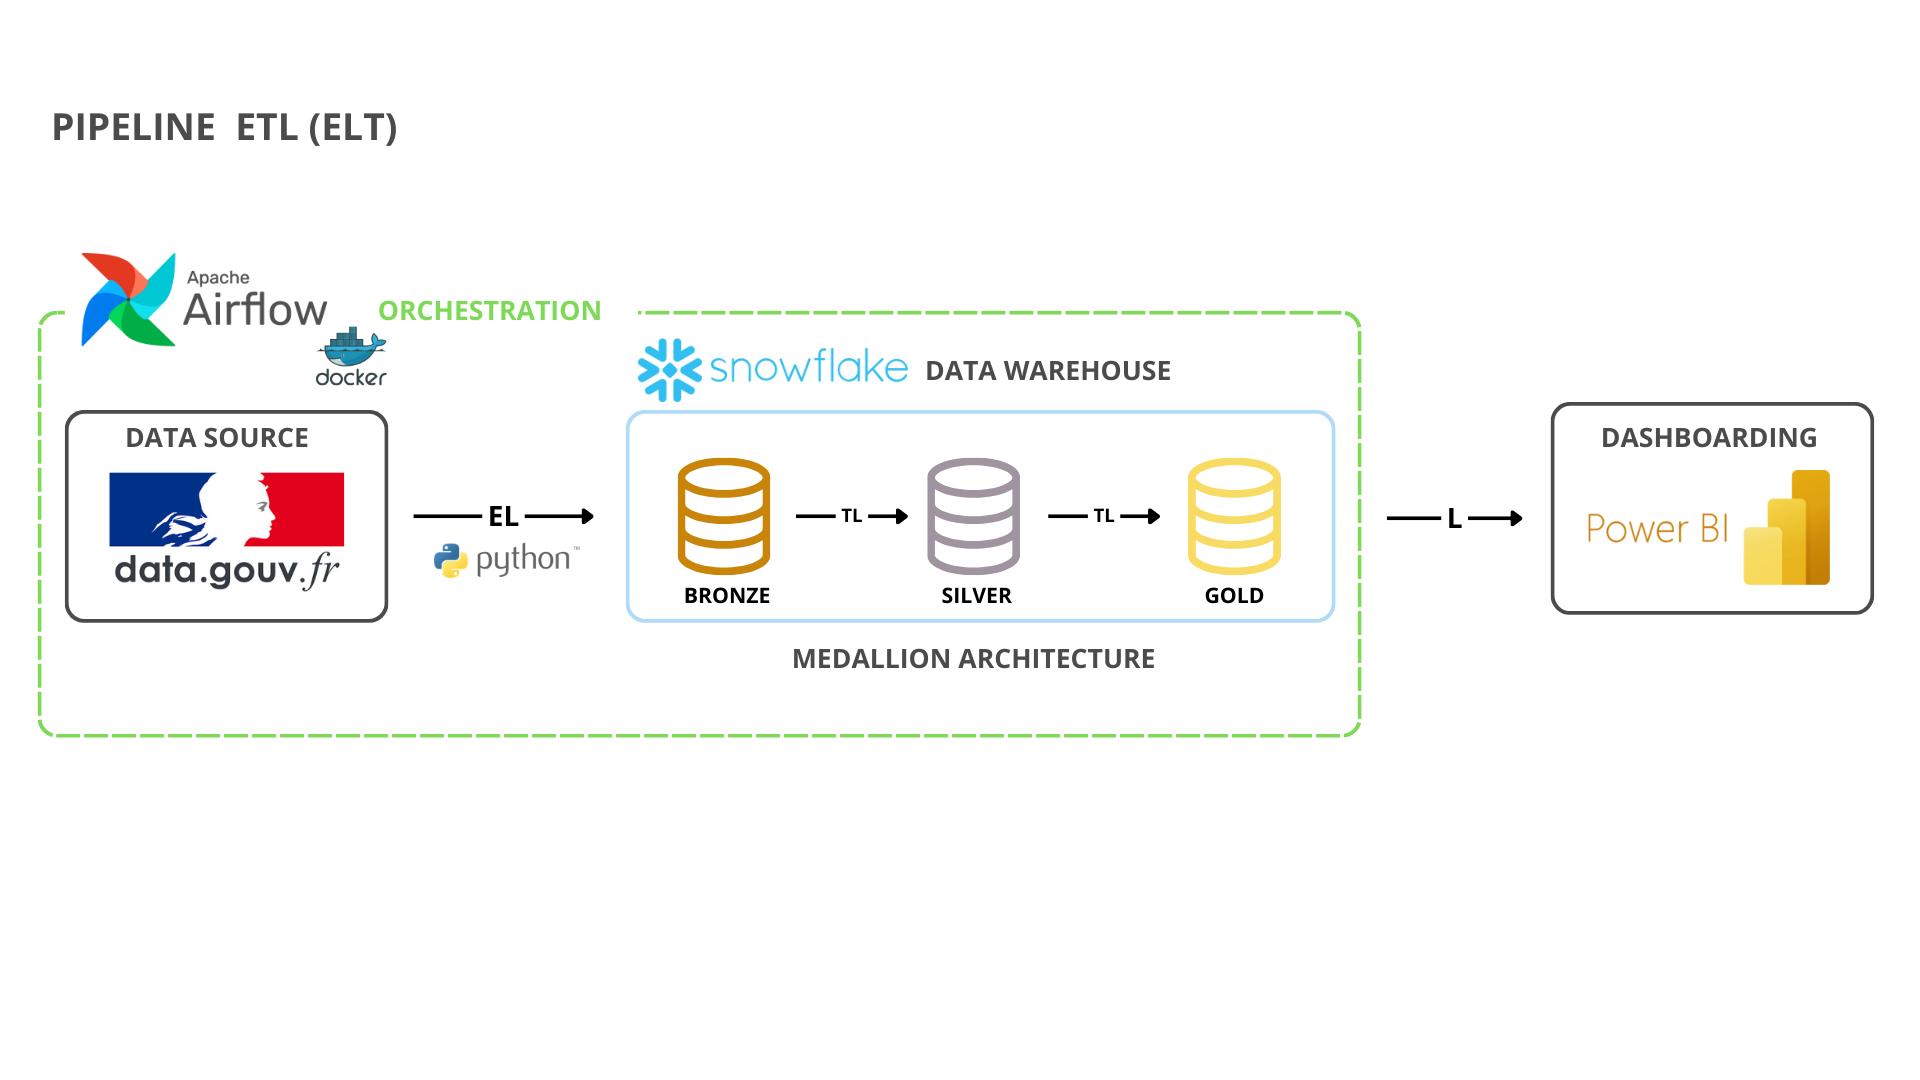 PIPELINE ETL (ELT)
Apache
Airflow
ORCHESTRATION
docker
snowflake DATA WAREHOUSE
DATA SOURCE
data.gouv.fr
EL
python™
BRONZE
TL
SILVER
TL
GOLD
MEDALLION ARCHITECTURE
L
DASHBOARDING
Power BI